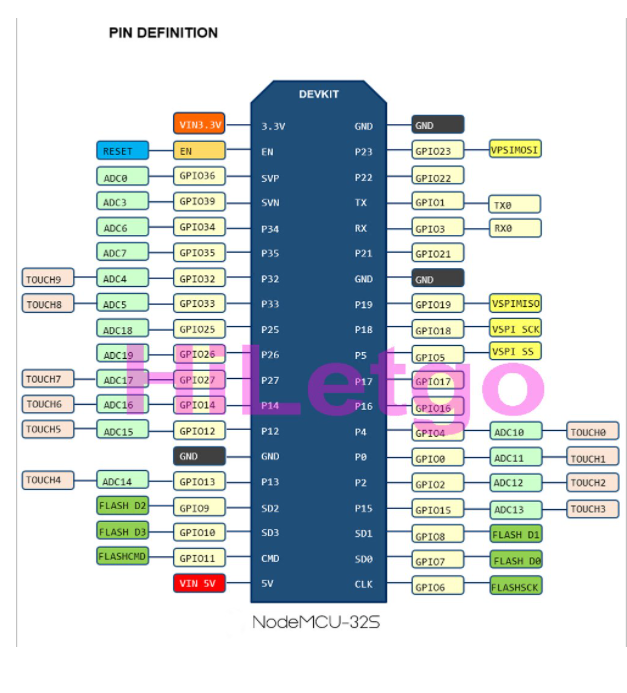 PIN DEFINITION
DEVKIT
VIN3.3V 3.3V GND GND
RESET EN EN P23 GPIO23 VPSIMOSI
ADC0 GPIO36 SVP P22 GPIO22
ADC3 GPIO39 SVN TX GPIO1 TX0
ADC6 GPIO34 P34 RX GPIO3 RX0
ADC7 GPIO35 P35 P21 GPIO21
TOUCH9 ADC4 GPIO32 P32 GND GND
TOUCH8 ADC5 GPIO33 P33 P19 GPIO19 VSPIMISO
ADC18 GPIO25 P25 P18 GPIO18 VSPI SCK
ADC19 GPIO26 P26 P5 GPIO5 VSPI SS
TOUCH7 ADC17 GPIO27 P27 P17 GPIO17
HiLetgo
TOUCH6 ADC16 GPIO14 P14 P16 GPIO16
TOUCH5 ADC15 GPIO12 P12 P4 GPIO4 ADC10 TOUCH0
GND GND P0 GPIO0 ADC11 TOUCH1
TOUCH4 ADC14 GPIO13 P13 P2 GPIO2 ADC12 TOUCH2
FLASH D2 GPIO9 SD2 P15 GPIO15 ADC13 TOUCH3
FLASH D3 GPIO10 SD3 SD1 GPIO8 FLASH D1
FLASHCMD GPIO11 CMD SD0 GPIO7 FLASH D0
VIN 5V 5V CLK GPIO6 FLASHSCK
NodeMCU-32S